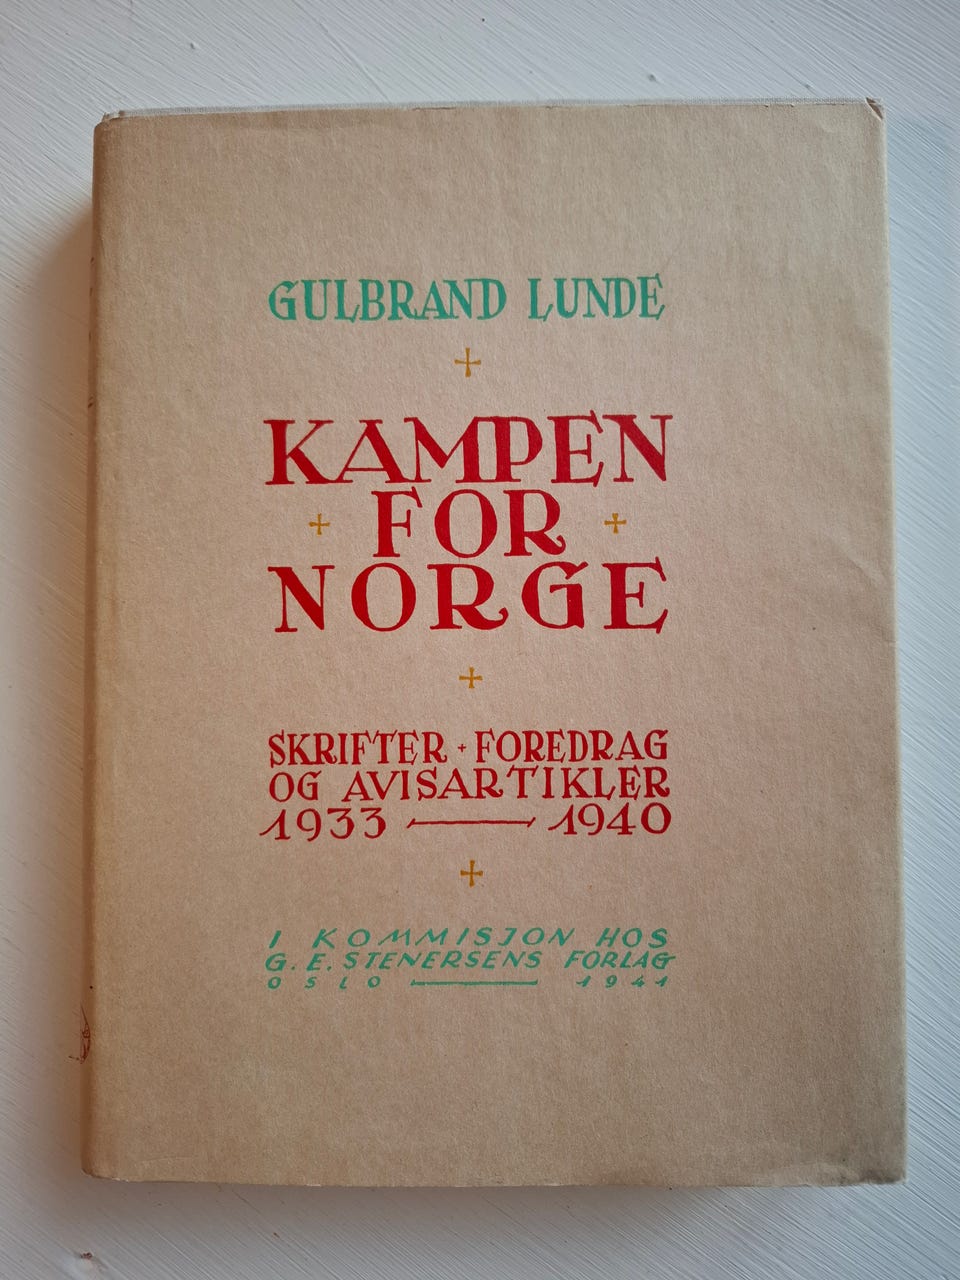 GULBRAND LUNDE
KAMPEN
FOR
NORGE
SKRIFTER + FOREDRAG
OG AVISARTIKLER
1933 — 1940
I KOMMISJON HOS
G. E. STENERSENS FORLAG
OSLO — 1941